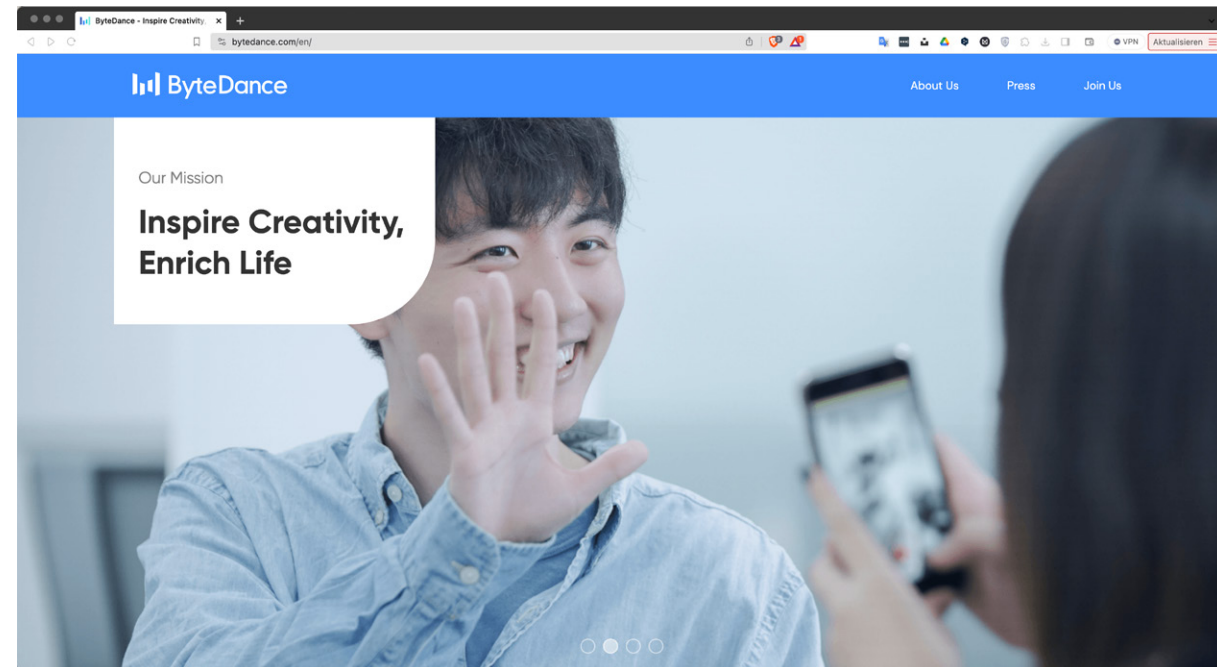 ByteDance - Inspire Creativity,
bytedance.com/en/
VPN
Aktualisieren
ByteDance
About Us
Press
Join Us
Our Mission
Inspire Creativity,
Enrich Life